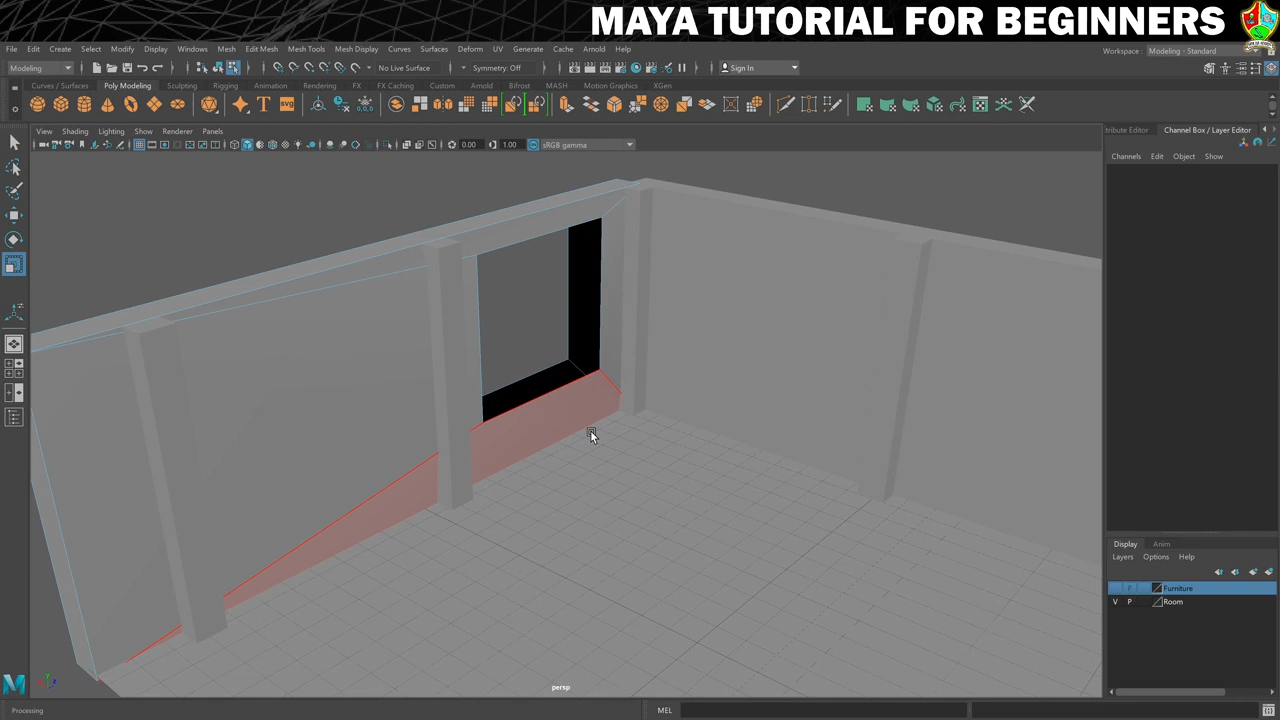 MAYA TUTORIAL FOR BEGINNERS
File Edit Create Select Modify Display Windows Mesh Edit Mesh Mesh Tools Mesh Display Curves Surfaces Deform UV Generate Cache Arnold Help
Workspace : Modeling - Standard
Modeling No Live Surface Symmetry: Off Sign In
Curves / Surfaces Poly Modeling Sculpting Rigging Animation Rendering FX FX Caching Custom Arnold Bifrost MASH Motion Graphics XGen
View Shading Lighting Show Renderer Panels
tribute Editor Channel Box / Layer Editor
0.00 1.00 sRGB gamma
Channels Edit Object Show
Display Anim
Layers Options Help
P Furniture
V P Room
persp
Processing
MEL